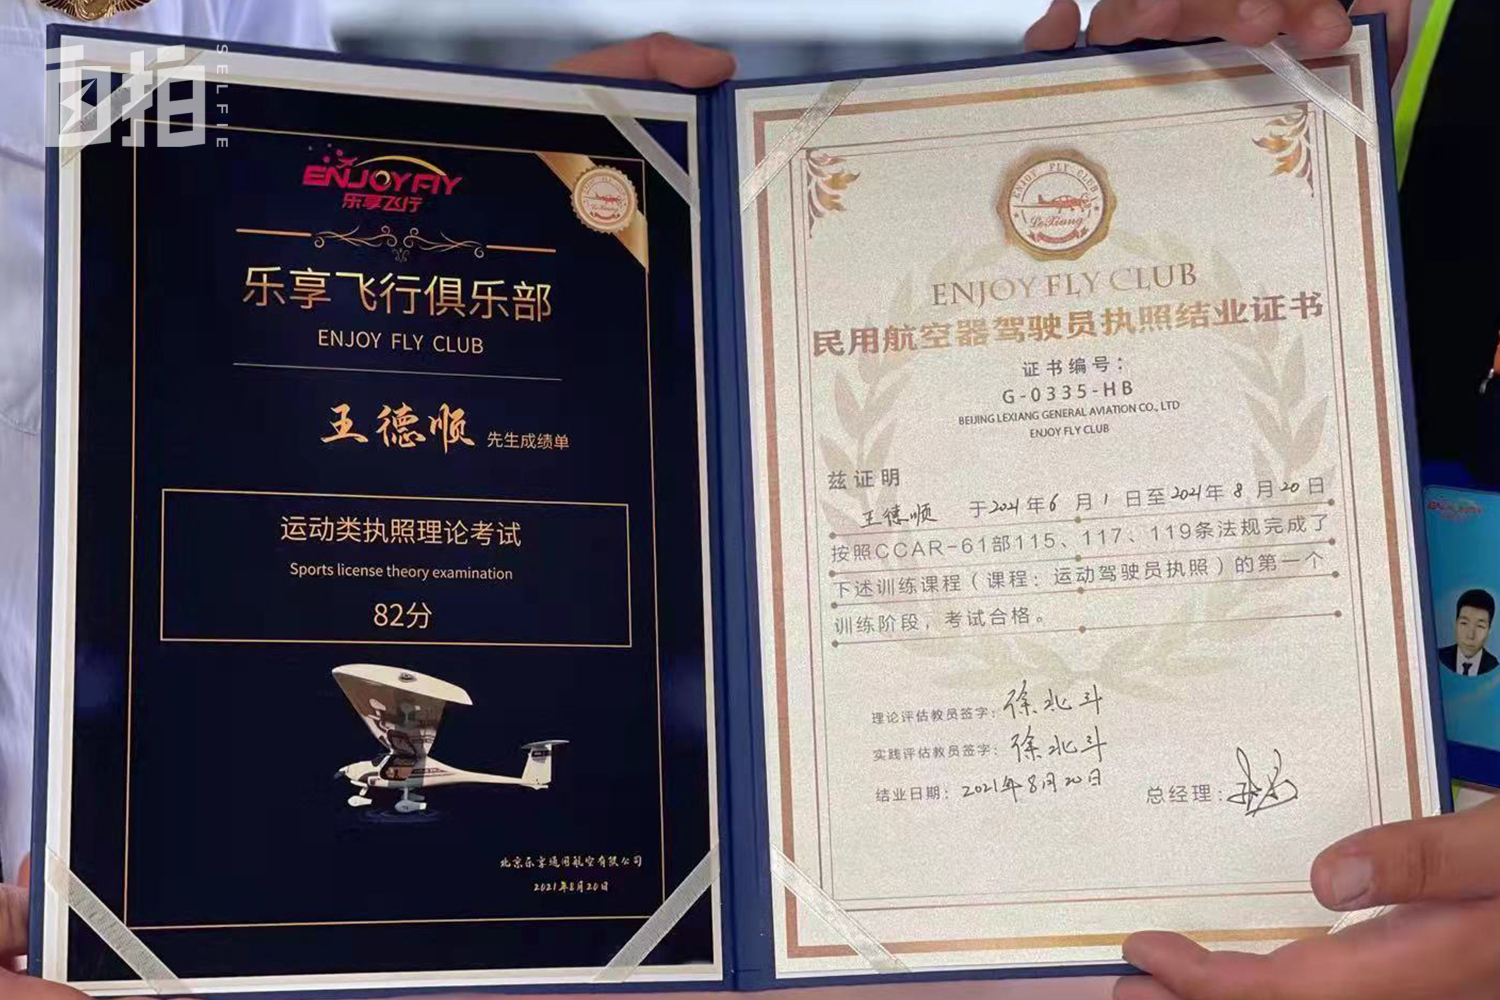 自拍
SELFIE
ENJOY FLY
乐享飞行
乐享飞行俱乐部
ENJOY FLY CLUB
王德顺 先生成绩单
运动类执照理论考试
Sports license theory examination
82分
北京乐享通用航空有限公司
2021年8月20日
ENJOY FLY CLUB
LeXiang
ENJOY FLY CLUB
民用航空器驾驶员执照结业证书
证书编号：
G-0335-HB
BEIJING LEXIANG GENERAL AVIATION CO., LTD
ENJOY FLY CLUB
兹证明
王德顺 于2021年6月1日至2021年8月20日
按照CCAR-61部115、117、119条法规完成了
下述训练课程（课程：运动驾驶员执照）的第一个
训练阶段，考试合格。
理论评估教员签字：徐北斗
实践评估教员签字：徐北斗
结业日期：2021年8月20日
总经理：